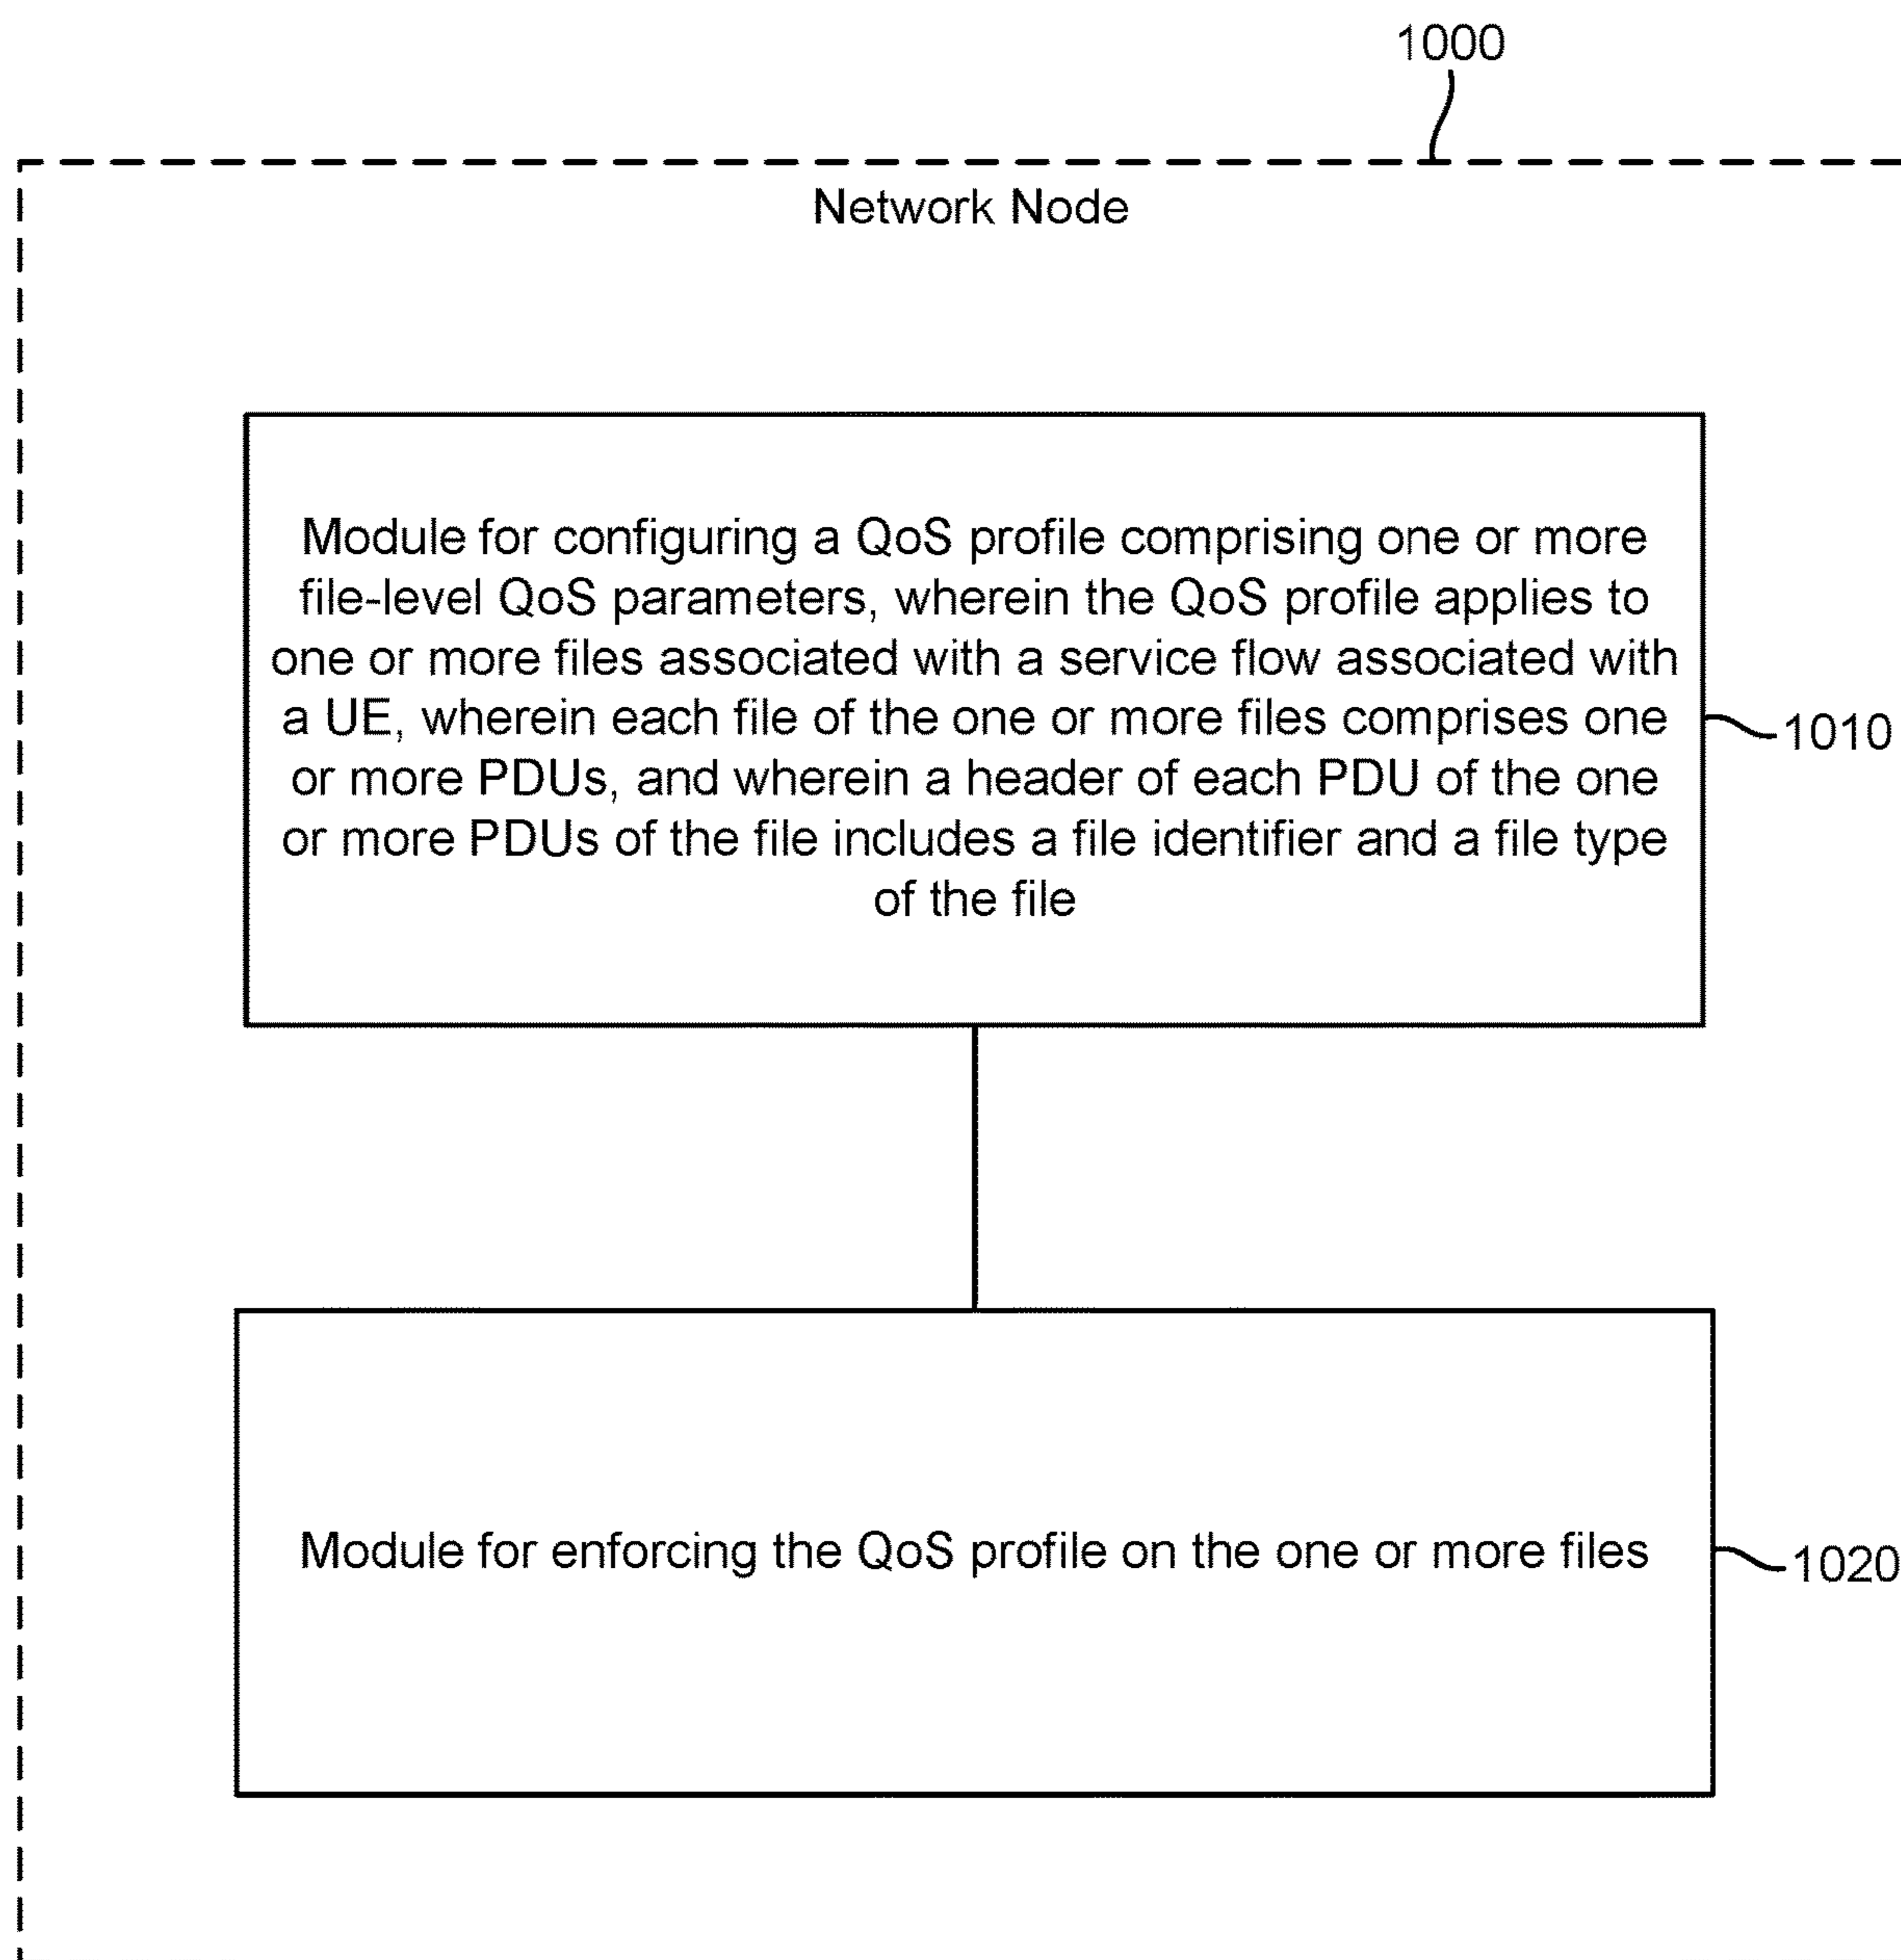 1000
Network Node
Module for configuring a QoS profile comprising one or more
file-level QoS parameters, wherein the QoS profile applies to
one or more files associated with a service flow associated with
a UE, wherein each file of the one or more files comprises one
or more PDUs, and wherein a header of each PDU of the one
or more PDUs of the file includes a file identifier and a file type
of the file
1010
Module for enforcing the QoS profile on the one or more files
1020